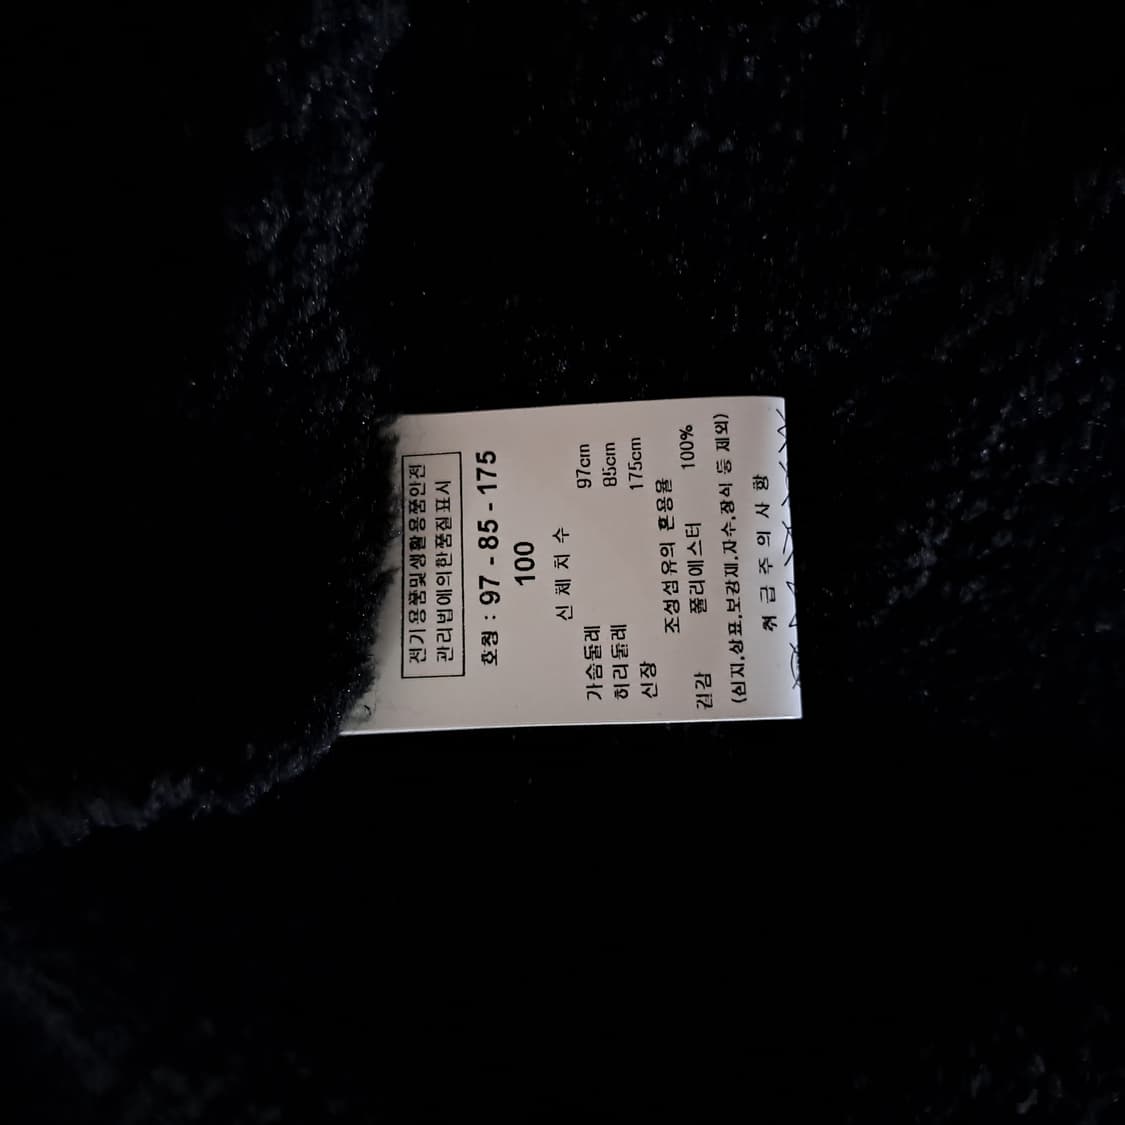 전기용품및생활용품안전
관리법에의한품질표시
호칭 : 97 - 85 - 175
100
신 체 치 수
가슴둘레 97cm
허리둘레 85cm
신장 175cm
조성섬유의 혼용율
겉감 폴리에스터 100%
(심지,상표,보강재,자수,장식 등 제외)
취 급 주 의 사 항